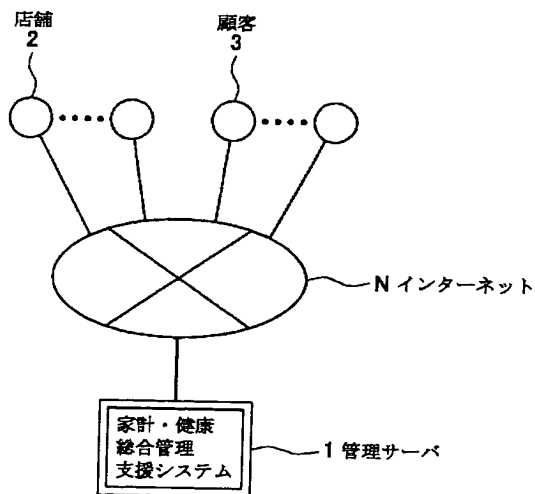 店舗
2
顧客
3
N インターネット
家計・健康
総合管理
支援システム
1 管理サーバ